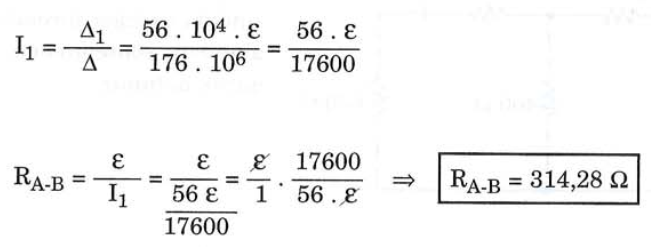 I₁ = Δ₁ / Δ = 56 . 10⁴ . ε / 176 . 10⁶ = 56 . ε / 17600
R_A-B = ε / I₁ = ε / (56 ε / 17600) = ε / 1 . 17600 / 56 . ε ⇒ R_A-B = 314,28 Ω